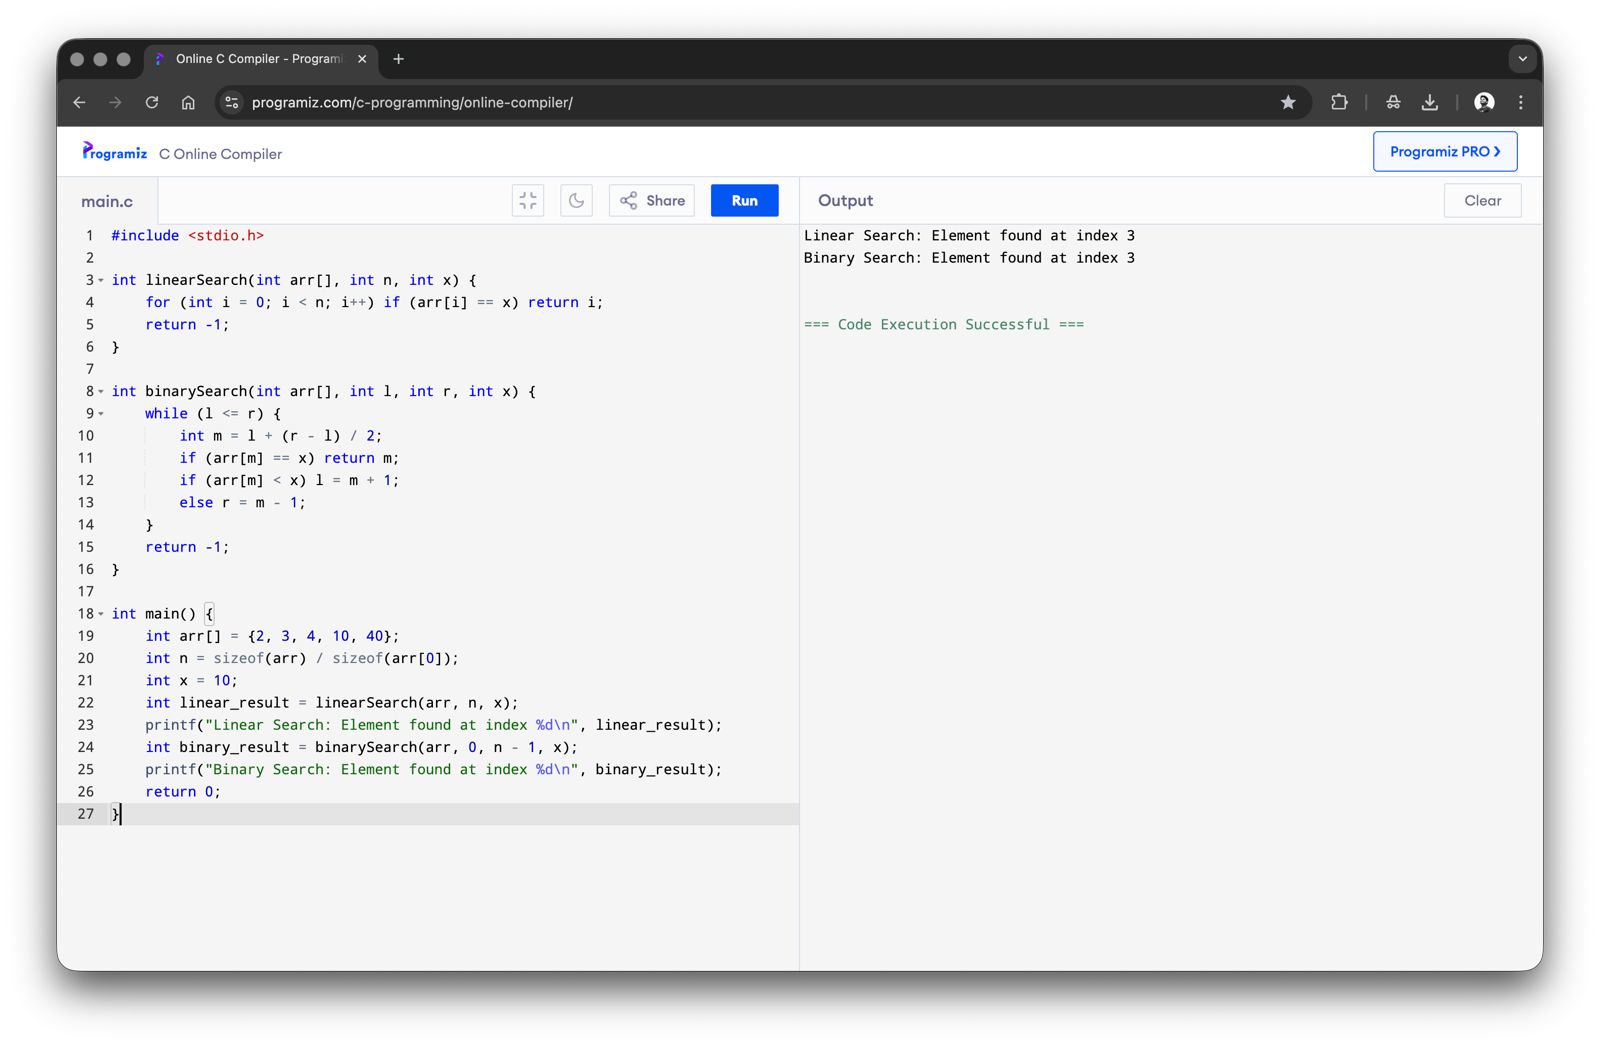 Online C Compiler - Programi
programiz.com/c-programming/online-compiler/
Programiz C Online Compiler
Programiz PRO
main.c
Share
Run
Output
Clear
1 #include <stdio.h>
2
3 int linearSearch(int arr[], int n, int x) {
4     for (int i = 0; i < n; i++) if (arr[i] == x) return i;
5     return -1;
6 }
7
8 int binarySearch(int arr[], int l, int r, int x) {
9     while (l <= r) {
10         int m = l + (r - l) / 2;
11         if (arr[m] == x) return m;
12         if (arr[m] < x) l = m + 1;
13         else r = m - 1;
14     }
15     return -1;
16 }
17
18 int main() {
19     int arr[] = {2, 3, 4, 10, 40};
20     int n = sizeof(arr) / sizeof(arr[0]);
21     int x = 10;
22     int linear_result = linearSearch(arr, n, x);
23     printf("Linear Search: Element found at index %d\n", linear_result);
24     int binary_result = binarySearch(arr, 0, n - 1, x);
25     printf("Binary Search: Element found at index %d\n", binary_result);
26     return 0;
27 }
Linear Search: Element found at index 3
Binary Search: Element found at index 3
=== Code Execution Successful ===